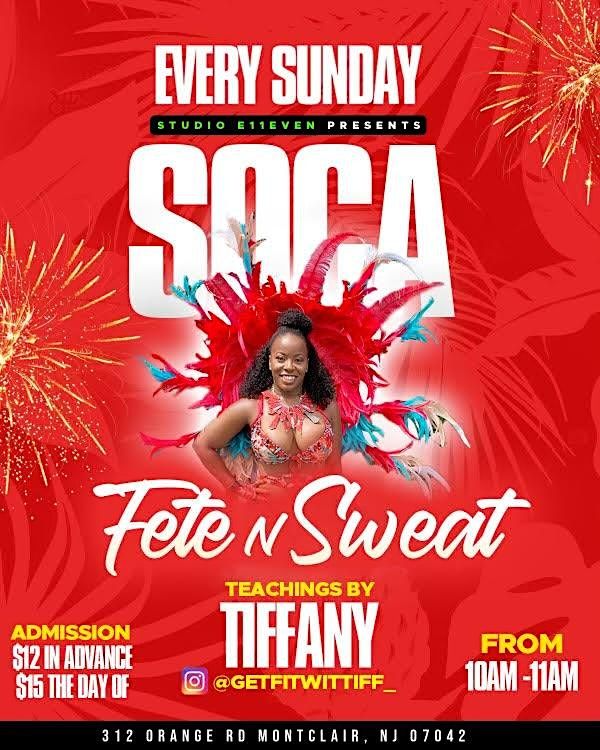 EVERY SUNDAY
STUDIO E11EVEN PRESENTS
SOCA
Fete N Sweat
TEACHINGS BY
TIFFANY
@GETFITWITTIFF_
ADMISSION
$12 IN ADVANCE
$15 THE DAY OF
FROM
10AM -11AM
312 ORANGE RD MONTCLAIR, NJ 07042